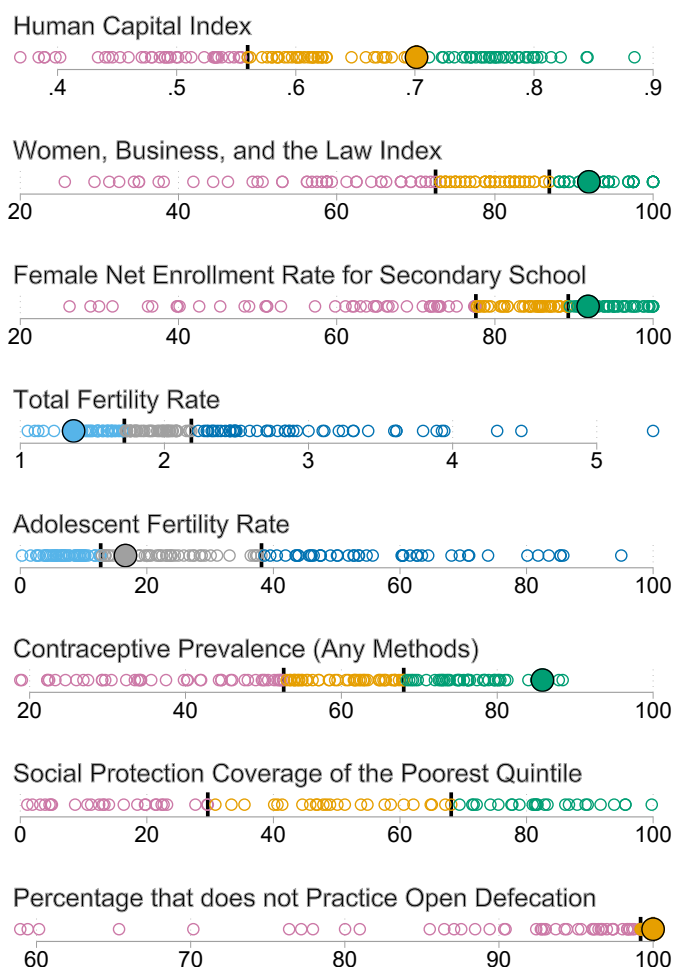 Human Capital Index
.4 .5 .6 .7 .8 .9
Women, Business, and the Law Index
20 40 60 80 100
Female Net Enrollment Rate for Secondary School
20 40 60 80 100
Total Fertility Rate
1 2 3 4 5
Adolescent Fertility Rate
0 20 40 60 80 100
Contraceptive Prevalence (Any Methods)
20 40 60 80 100
Social Protection Coverage of the Poorest Quintile
0 20 40 60 80 100
Percentage that does not Practice Open Defecation
60 70 80 90 100